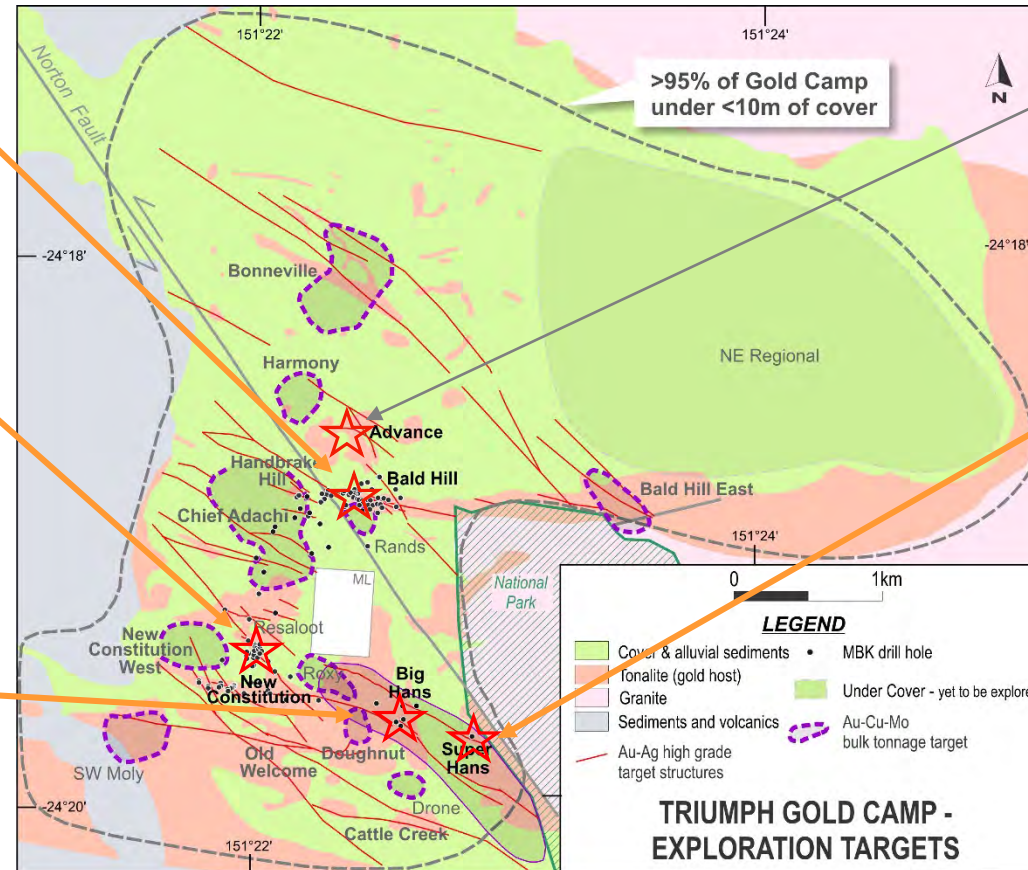 151°22'
151°24'
Norton Fault
>95% of Gold Camp
under <10m of cover
N
-24°18'
-24°18'
Bonneville
NE Regional
Harmony
Advance
Handbrake
Hill
Bald Hill
Chief Adachi
Bald Hill East
Rands
151°24'
ML
National
Park
0
1km
LEGEND
Cover & alluvial sediments
MBK drill hole
Tonalite (gold host)
Granite
Under Cover - yet to be explore
Sediments and volcanics
Au-Cu-Mo
bulk tonnage target
Au-Ag high grade
target structures
Resaloot
New
Constitution
West
New
Constitution
Roxy
Big
Hans
Super
Hans
Doughnut
Old
Welcome
SW Moly
Drone
Cattle Creek
-24°20'
151°22'
TRIUMPH GOLD CAMP -
EXPLORATION TARGETS